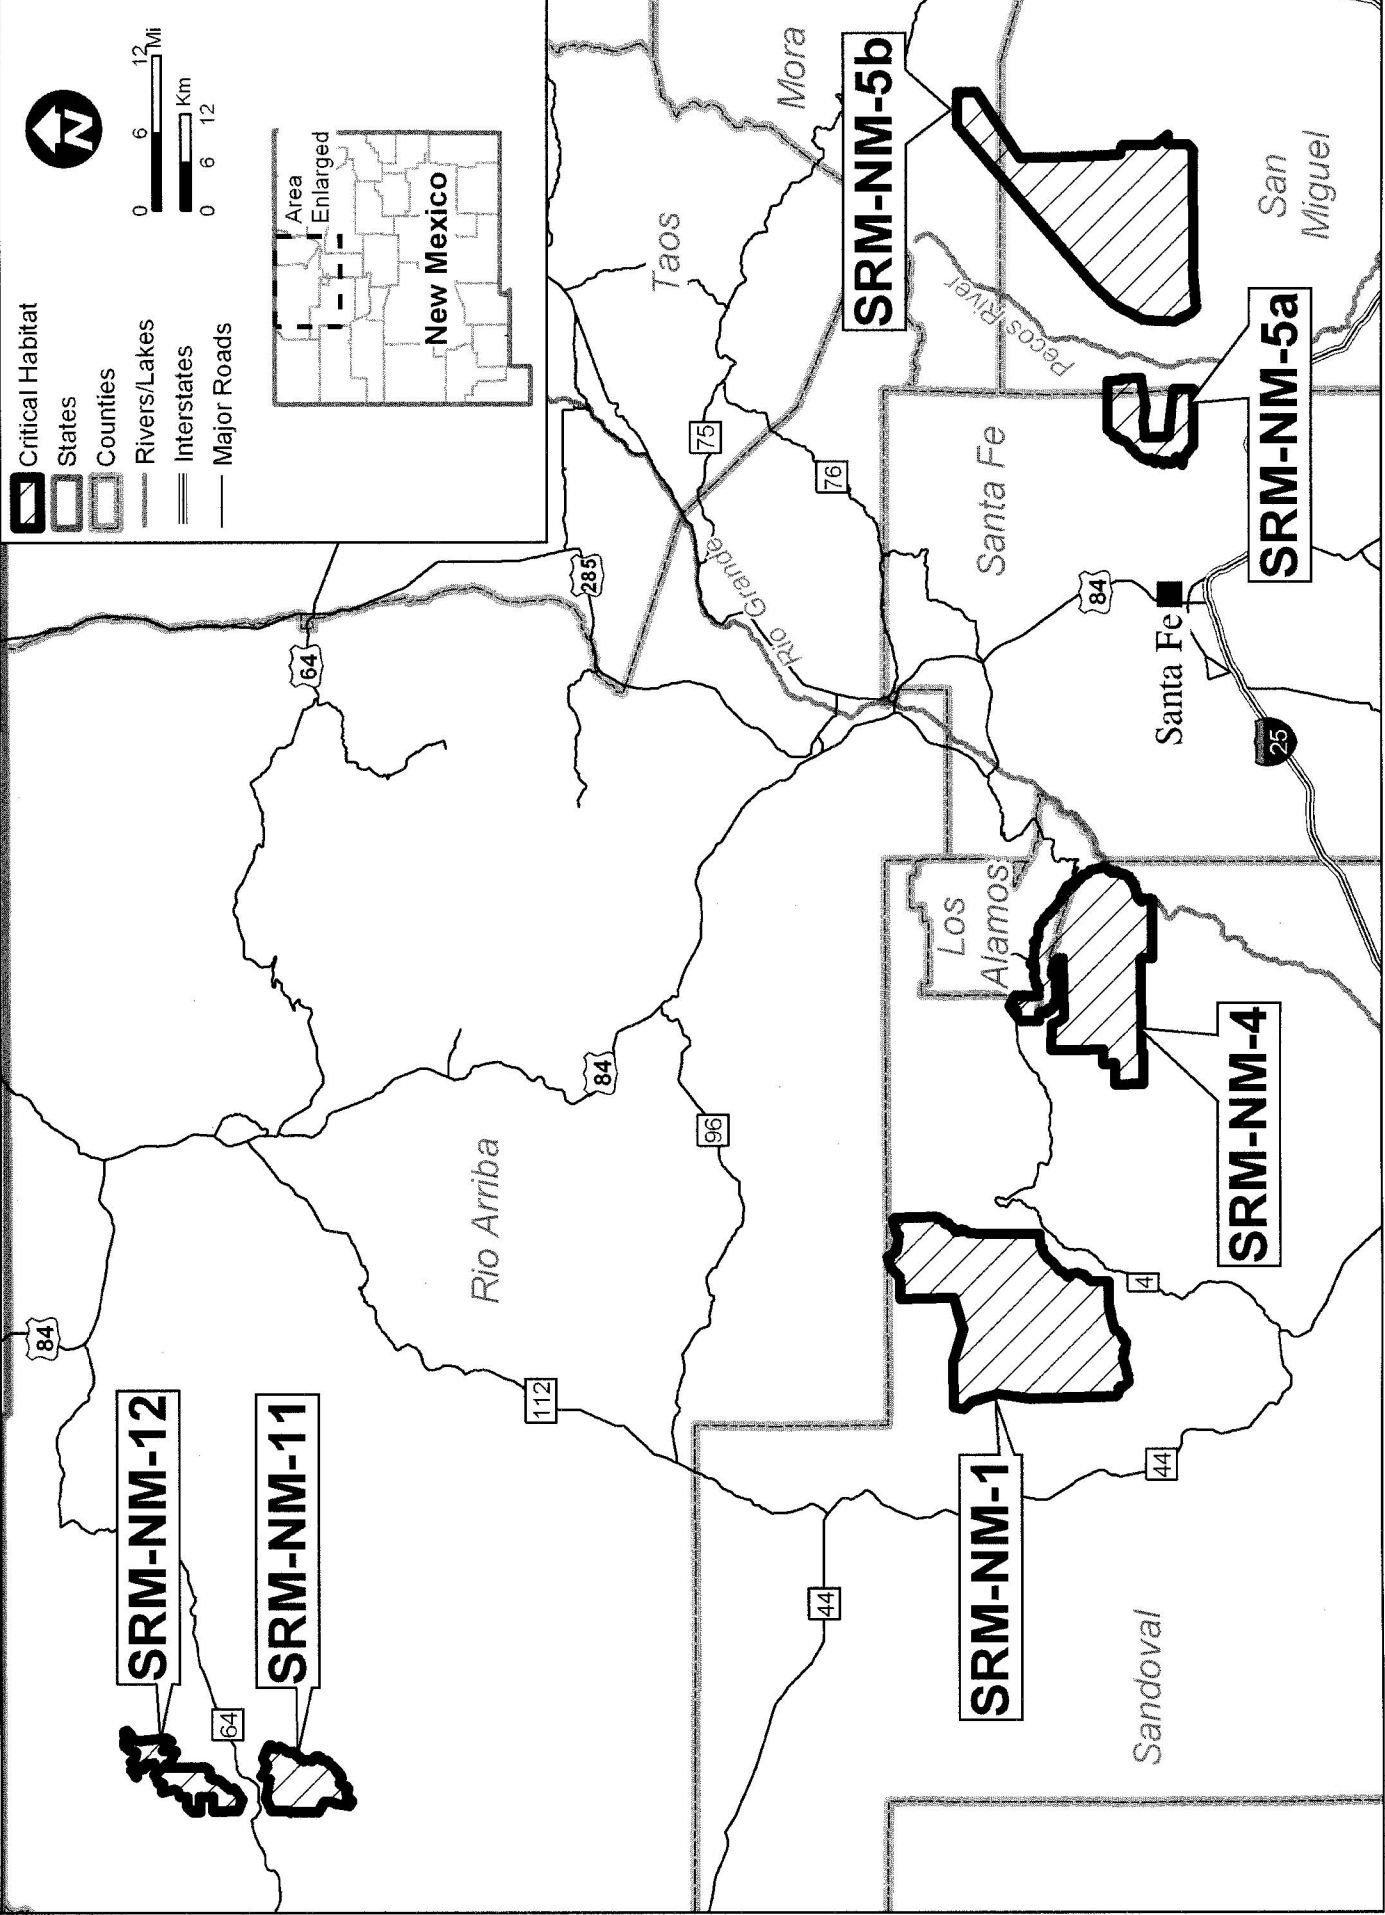 Critical Habitat
States
Counties
Rivers/Lakes
Interstates
Major Roads
N
0 6 12 Mi
Km
0 6 12
Area
Enlarged
New Mexico
SRM-NM-12
SRM-NM-11
SRM-NM-1
SRM-NM-4
SRM-NM-5a
SRM-NM-5b
Rio Arriba
Taos
Mora
Sandoval
Los
Alamos
Santa Fe
San
Miguel
Santa Fe
Rio Grande
Pecos River
84
64
64
285
112
84
96
75
76
44
44
4
84
25